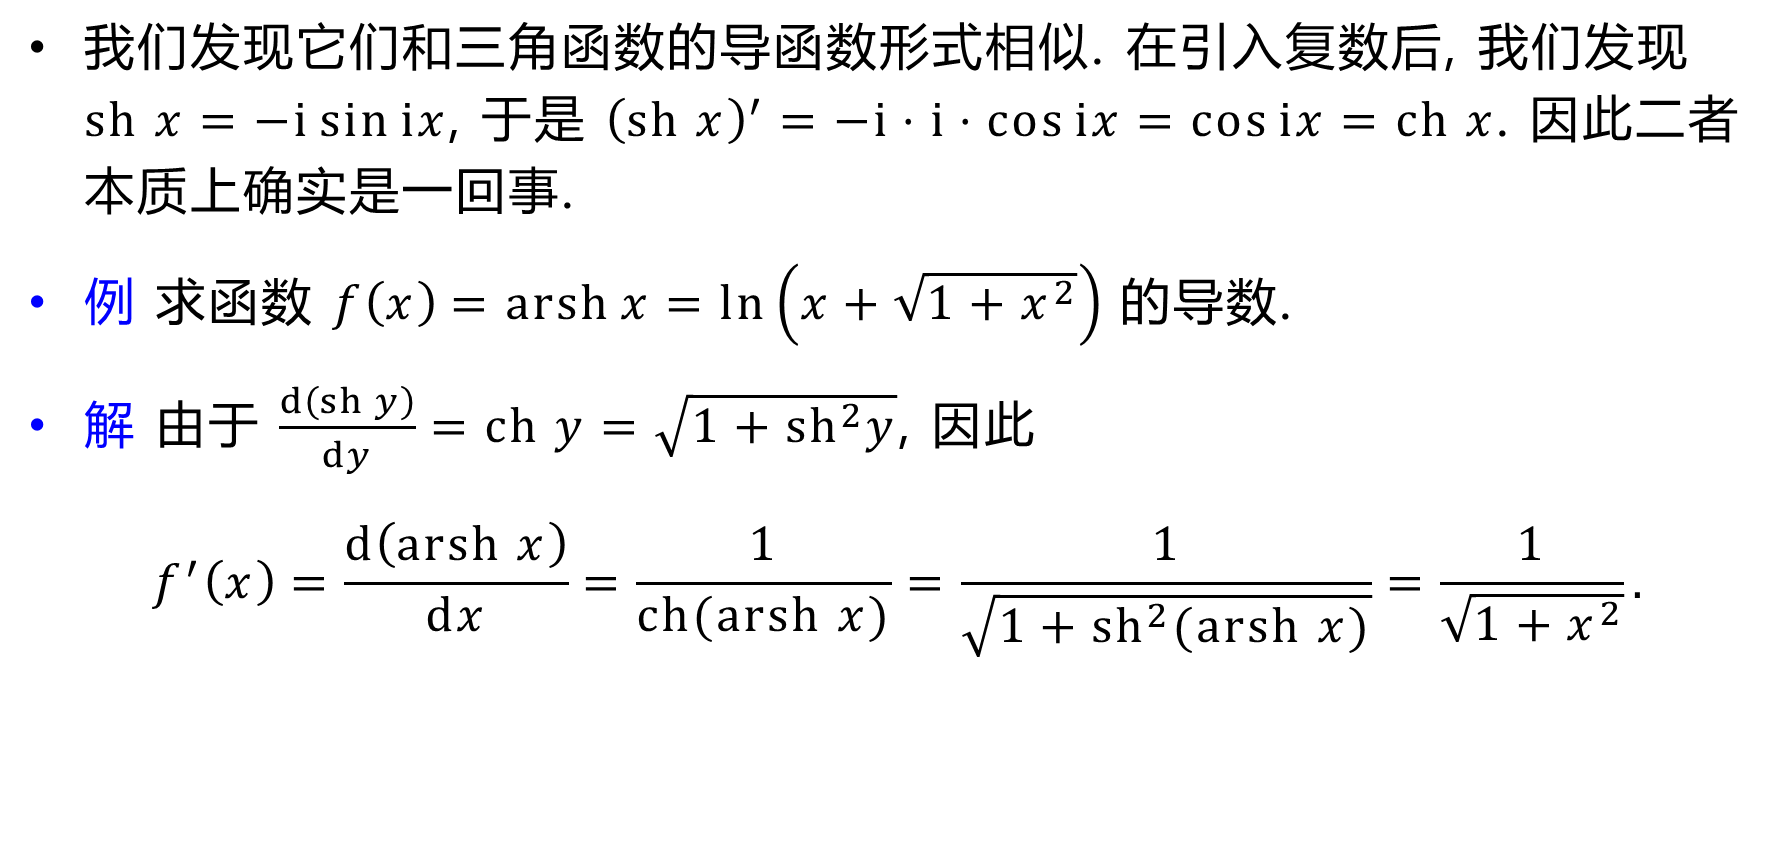 • 我们发现它们和三角函数的导函数形式相似. 在引入复数后, 我们发现
sh x = −i sin ix, 于是 (sh x)′ = −i · i · cos ix = cos ix = ch x. 因此二者
本质上确实是一回事.
• 例 求函数 f(x) = arsh x = ln(x + √(1 + x²)) 的导数.
• 解 由于 d(sh y)/dy = ch y = √(1 + sh²y), 因此
f′(x) = d(arsh x)/dx = 1/ch(arsh x) = 1/√(1 + sh²(arsh x)) = 1/√(1 + x²).